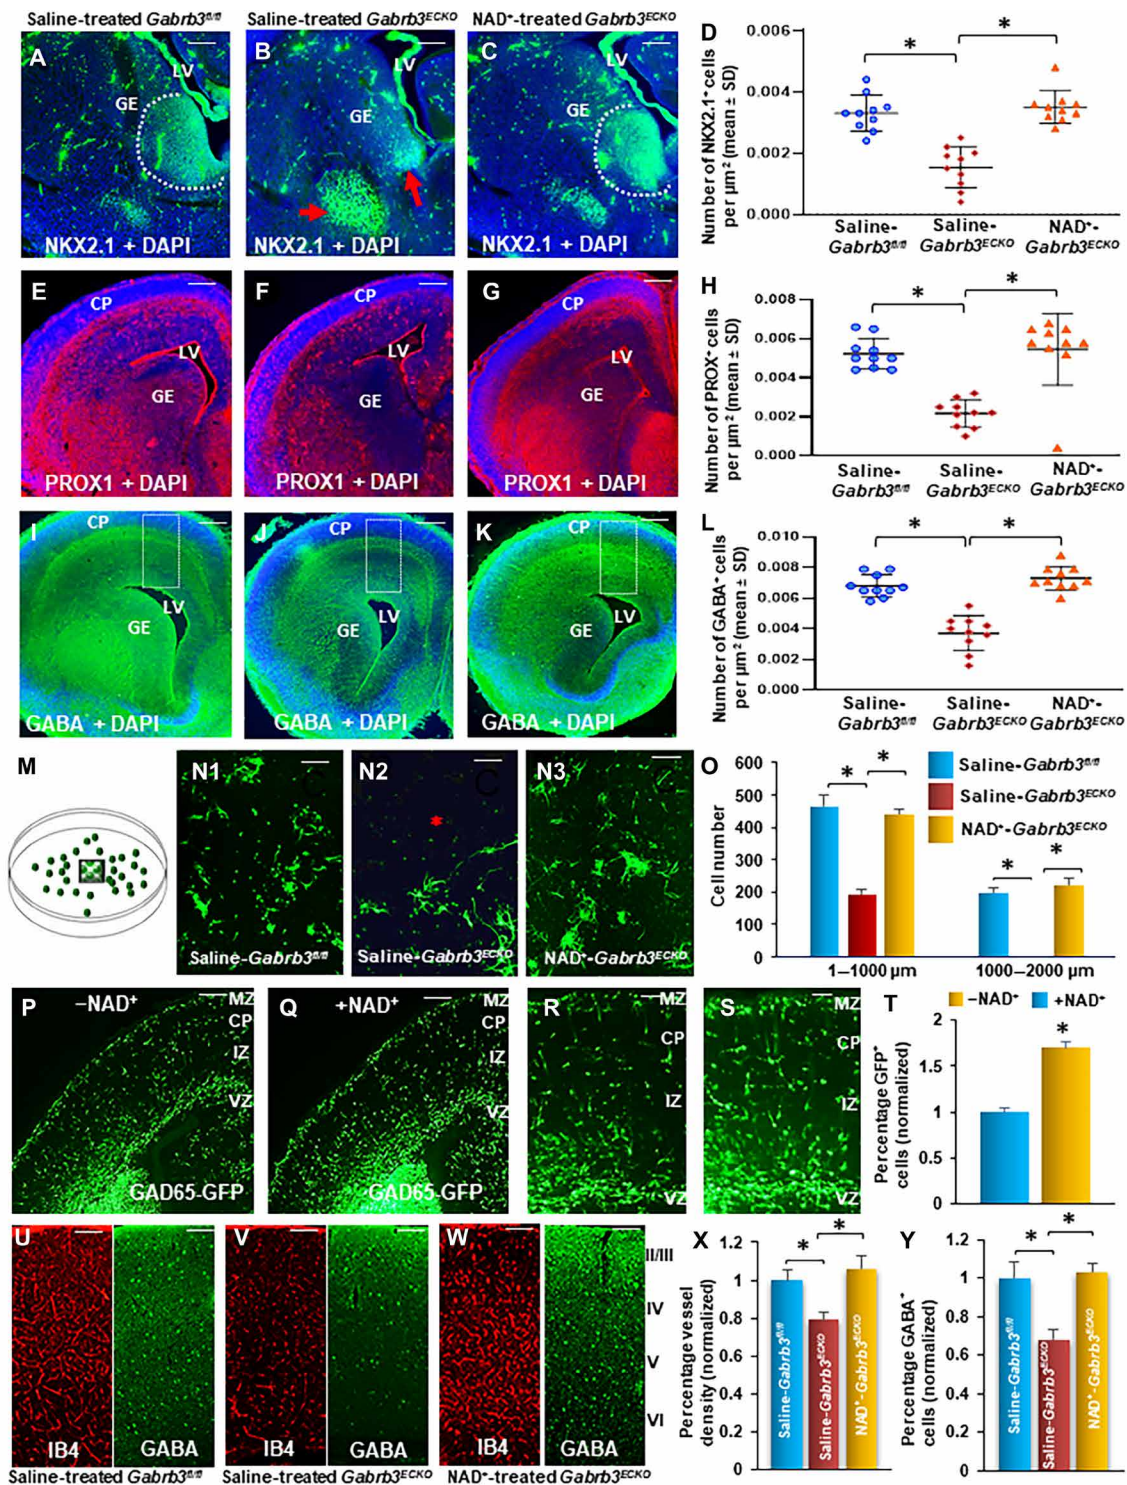 Saline-treated Gabrb3fl/fl Saline-treated Gabrb3ECKO NAD+-treated Gabrb3ECKO
A LV GE NKX2.1 + DAPI
B LV GE NKX2.1 + DAPI
C LV GE NKX2.1 + DAPI
D
Number of NKX2.1+ cells
per µm2 (mean ± SD)
0.006
0.004
0.002
0.000
* *
Saline- Saline- NAD+-
Gabrb3fl/fl Gabrb3ECKO Gabrb3ECKO
E CP LV GE PROX1 + DAPI
F LV GE PROX1 + DAPI
G CP LV GE PROX1 + DAPI
H
Number of PROX+ cells
per µm2 (mean ± SD)
0.008
0.006
0.004
0.002
0.000
* *
Saline- Saline- NAD+-
Gabrb3fl/fl Gabrb3ECKO Gabrb3ECKO
I CP LV GE GABA + DAPI
J CP LV GE GABA + DAPI
K CP LV GE GABA + DAPI
L
Number of GABA+ cells
per µm2 (mean ± SD)
0.010
0.008
0.006
0.004
0.002
0.000
* *
Saline- Saline- NAD+-
Gabrb3fl/fl Gabrb3ECKO Gabrb3ECKO
M
N1 Saline-Gabrb3fl/fl
N2 C * Saline-Gabrb3ECKO
N3 NAD+-Gabrb3ECKO
O
Cell number
600
500
400
300
200
100
0
* * * *
1–1000 µm 1000–2000 µm
Saline-Gabrb3fl/fl
Saline-Gabrb3ECKO
NAD+-Gabrb3ECKO
P –NAD+ MZ CP IZ VZ GAD65-GFP
Q +NAD+ MZ CP IZ VZ GAD65-GFP
R CP IZ VZ
S MZ CP IZ VZ
T –NAD+ +NAD+
Percentage GFP+
cells (normalized)
2
1.5
1
0.5
0
*
U IB4 GABA
V IB4 GABA
W IB4 GABA
II/III
IV
V
VI
Saline-treated Gabrb3fl/fl Saline-treated Gabrb3ECKO NAD+-treated Gabrb3ECKO
X
Percentage vessel
density (normalized)
1.2
1
0.8
0.6
0.4
0.2
0
* *
Saline-Gabrb3fl/fl
Saline-Gabrb3ECKO
NAD+-Gabrb3ECKO
Y
Percentage GABA+
cells (normalized)
1.2
1
0.8
0.6
0.4
0.2
0
* *
Saline-Gabrb3fl/fl
Saline-Gabrb3ECKO
NAD+-Gabrb3ECKO